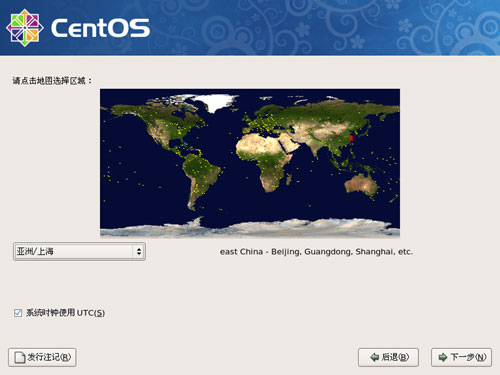 CentOS
请点击地图选择区域：
亚洲/上海
east China - Beijing, Guangdong, Shanghai, etc.
系统时钟使用 UTC(S)
发行注记(R)
后退(B)
下一步(N)